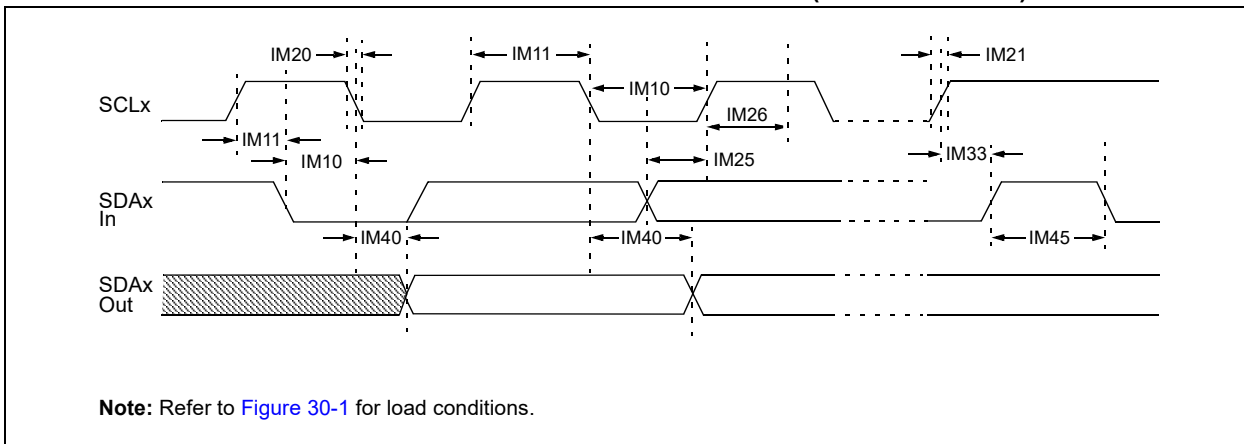 IM20
IM11
IM21
SCLx
IM10
IM26
IM11
IM10
IM25
IM33
SDAx
In
IM40
IM40
IM45
SDAx
Out
Note: Refer to Figure 30-1 for load conditions.